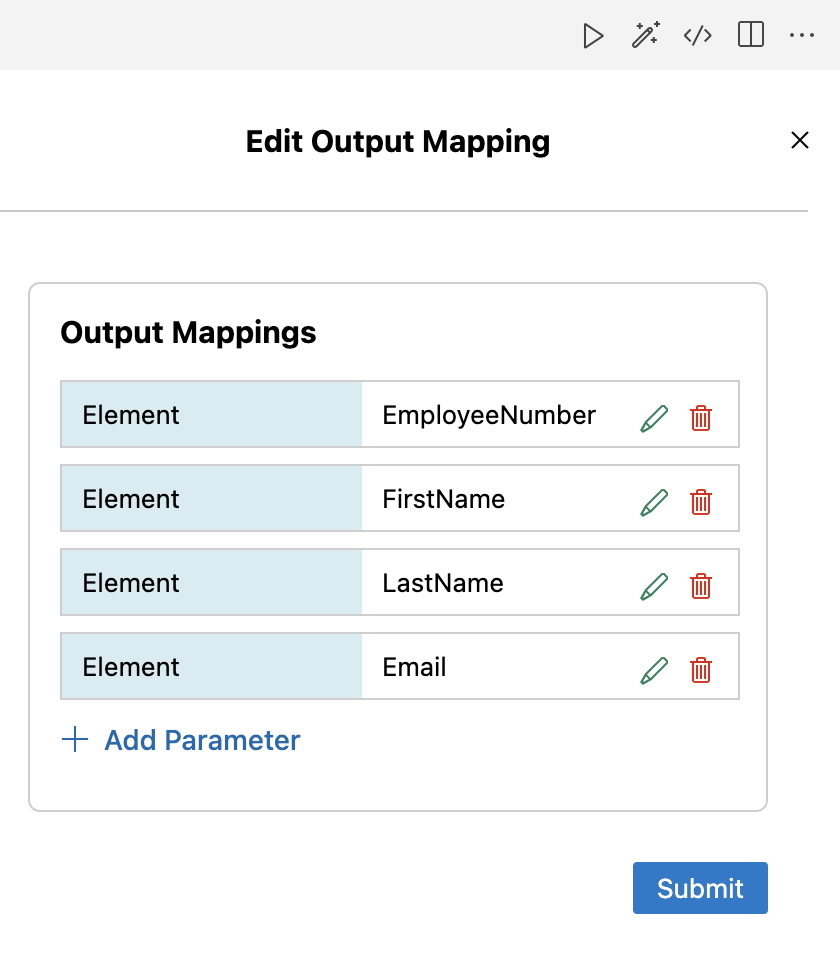 Edit Output Mapping
Output Mappings
Element EmployeeNumber
Element FirstName
Element LastName
Element Email
Add Parameter
Submit